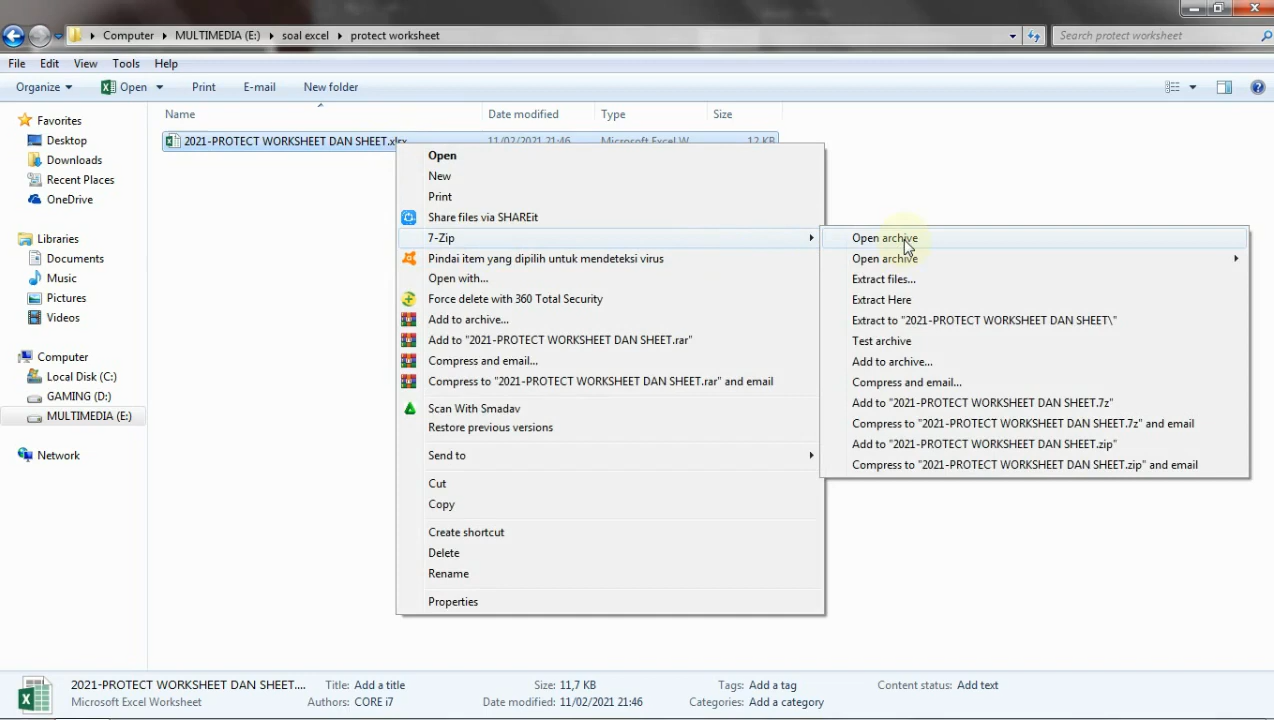 Computer MULTIMEDIA (E:) soal excel protect worksheet Search protect worksheet
File Edit View Tools Help
Organize Open Print E-mail New folder
Name Date modified Type Size
2021-PROTECT WORKSHEET DAN SHEET.xlsx 11/02/2021 21:46 Microsoft Excel W... 12 KB
Favorites
Desktop
Downloads
Recent Places
OneDrive
Libraries
Documents
Music
Pictures
Videos
Computer
Local Disk (C:)
GAMING (D:)
MULTIMEDIA (E:)
Network
Open
New
Print
Share files via SHAREit
7-Zip
Pindai item yang dipilih untuk mendeteksi virus
Open with...
Force delete with 360 Total Security
Add to archive...
Add to "2021-PROTECT WORKSHEET DAN SHEET.rar"
Compress and email...
Compress to "2021-PROTECT WORKSHEET DAN SHEET.rar" and email
Scan With Smadav
Restore previous versions
Send to
Cut
Copy
Create shortcut
Delete
Rename
Properties
Open archive
Open archive
Extract files...
Extract Here
Extract to "2021-PROTECT WORKSHEET DAN SHEET\"
Test archive
Add to archive...
Compress and email...
Add to "2021-PROTECT WORKSHEET DAN SHEET.7z"
Compress to "2021-PROTECT WORKSHEET DAN SHEET.7z" and email
Add to "2021-PROTECT WORKSHEET DAN SHEET.zip"
Compress to "2021-PROTECT WORKSHEET DAN SHEET.zip" and email
2021-PROTECT WORKSHEET DAN SHEET.... Title: Add a title Size: 11,7 KB Tags: Add a tag Content status: Add text
Microsoft Excel Worksheet Authors: CORE i7 Date modified: 11/02/2021 21:46 Categories: Add a category